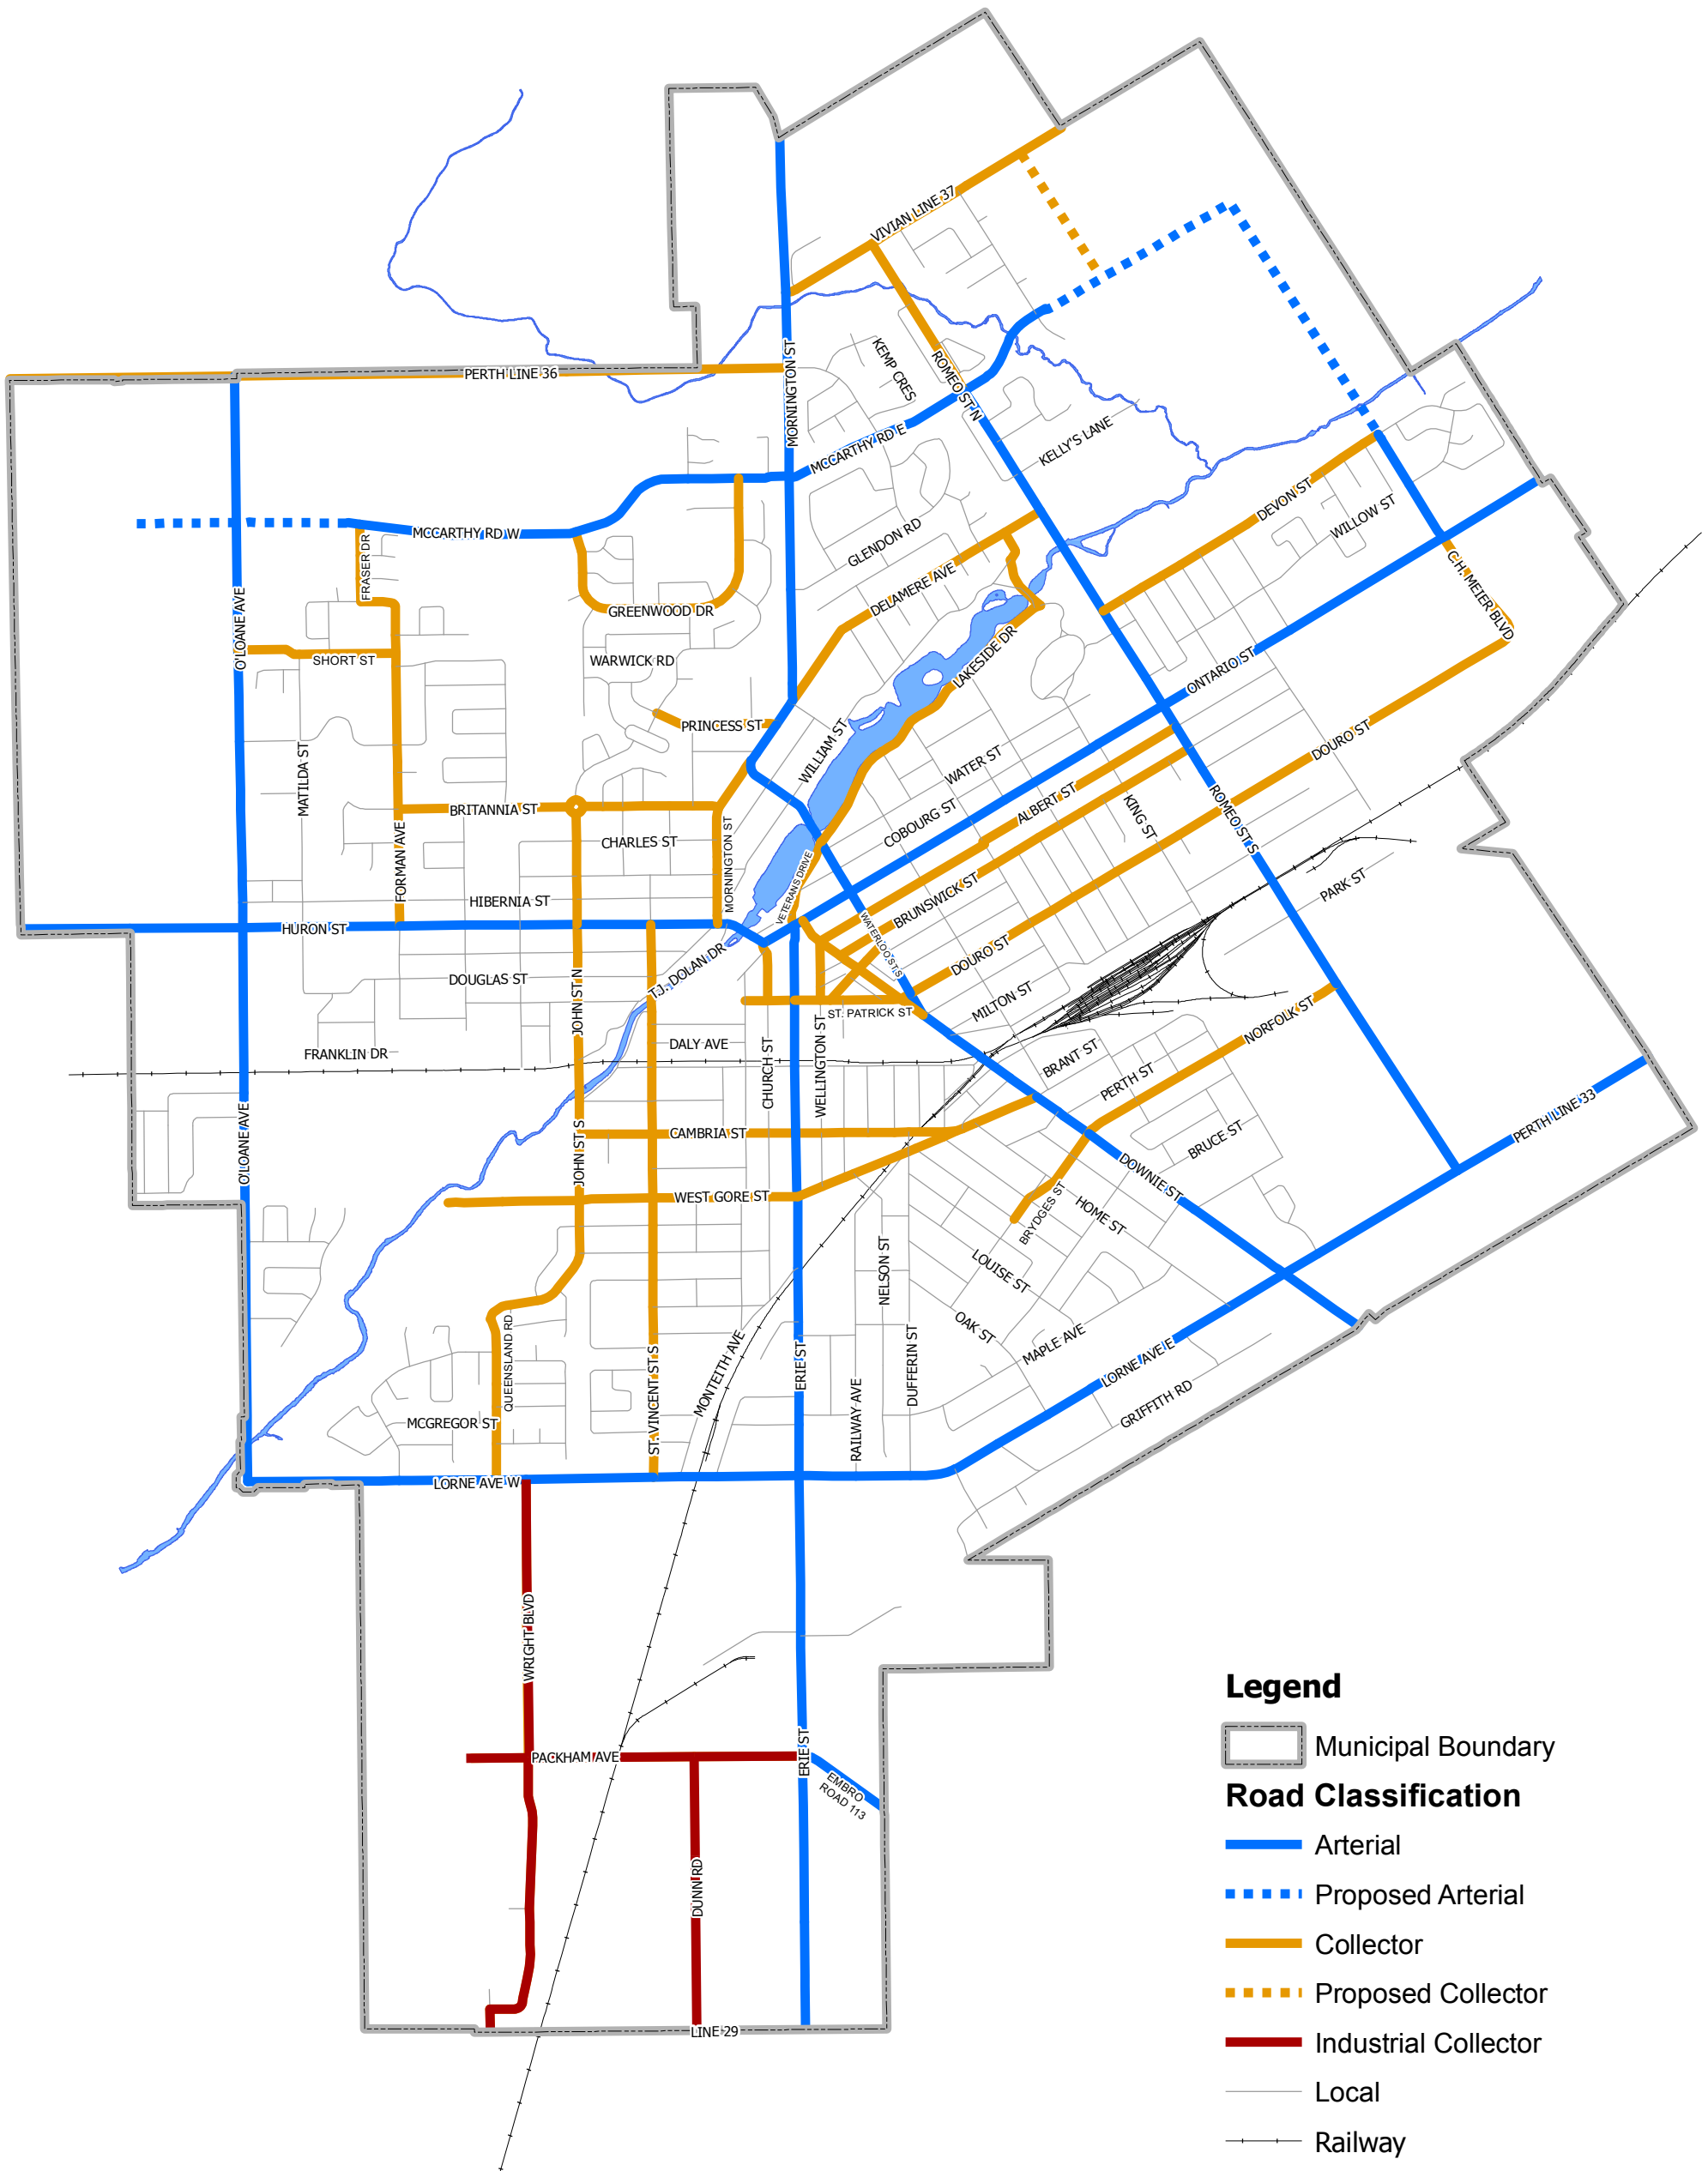 VIVIAN LINE 37
MORNINGTON ST
KEMP CRES
ROMEO ST N
PERTH LINE 36
MCCARTHY RD E
KELLY'S LANE
DEVON ST
WILLOW ST
MCCARTHY RD W
GLENDON RD
FRASER DR
DELAMERE AVE
C.H. MEIER BLVD
GREENWOOD DR
O'LOANE AVE
SHORT ST
WARWICK RD
LAKESIDE DR
ONTARIO ST
PRINCESS ST
WILLIAM ST
DOURO ST
MATILDA ST
WATER ST
BRITANNIA ST
ALBERT ST
KING ST
ROMEO ST S
COBOURG ST
CHARLES ST
MORNINGTON ST
FORMAN AVE
VETERANS DRIVE
BRUNSWICK ST
PARK ST
HIBERNIA ST
HURON ST
WATERLOO ST S
DOURO ST
T.J. DOLAN DR
DOUGLAS ST
JOHN ST N
MILTON ST
ST. PATRICK ST
NORFOLK ST
DALY AVE
FRANKLIN DR
CHURCH ST
WELLINGTON ST
BRANT ST
PERTH ST
PERTH LINE 33
O'LOANE AVE
CAMBRIA ST
JOHN ST S
BRUCE ST
DOWNIE ST
WEST GORE ST
BRYDGES ST
HOME ST
NELSON ST
LOUISE ST
OAK ST
MAPLE AVE
QUEENSLAND RD
ST. VINCENT ST S
MONTEITH AVE
ERIE ST
DUFFERIN ST
LORNE AVE E
RAILWAY AVE
GRIFFITH RD
MCGREGOR ST
LORNE AVE W
WRIGHT BLVD
PACKHAM AVE
ERIE ST
EMBRO
ROAD 113
DUNN RD
LINE 29
Legend
Municipal Boundary
Road Classification
Arterial
Proposed Arterial
Collector
Proposed Collector
Industrial Collector
Local
Railway